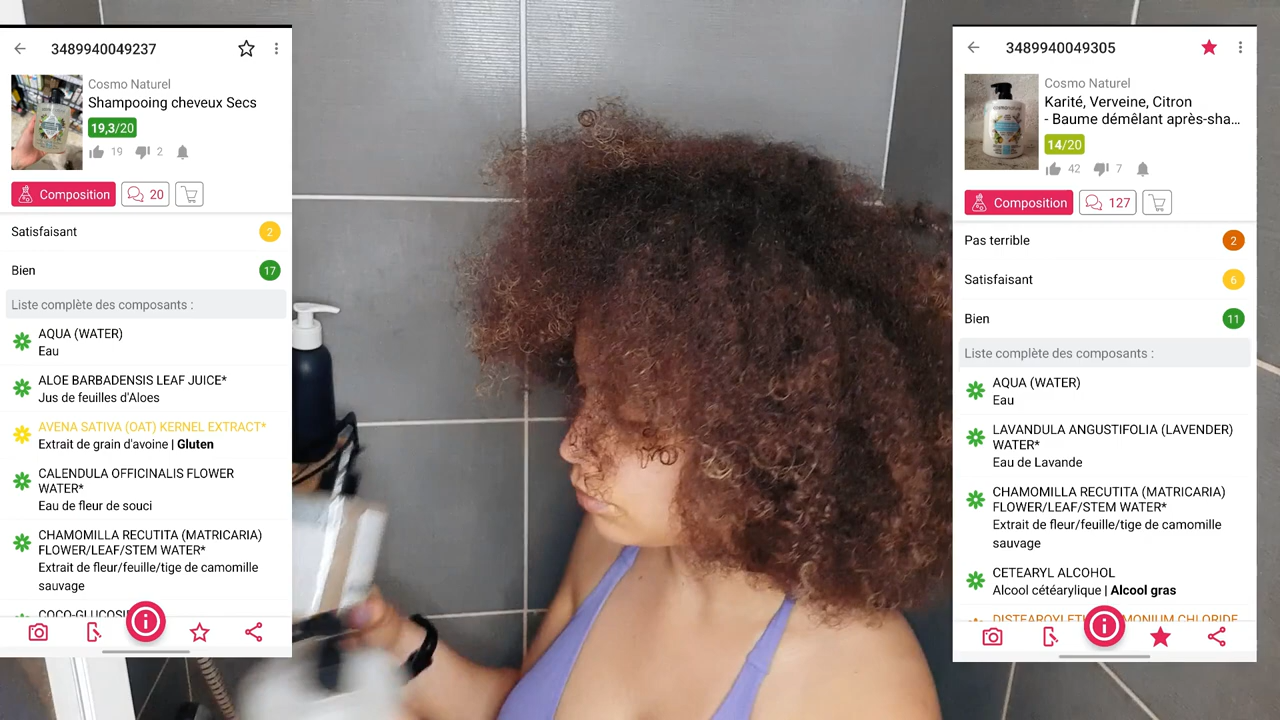 3489940049237
Cosmo Naturel
Shampooing cheveux Secs
19,3/20
19
2
Composition
20
Satisfaisant
2
Bien
17
Liste complète des composants :
AQUA (WATER)
Eau
ALOE BARBADENSIS LEAF JUICE*
Jus de feuilles d'Aloes
AVENA SATIVA (OAT) KERNEL EXTRACT*
Extrait de grain d'avoine | Gluten
CALENDULA OFFICINALIS FLOWER
WATER*
Eau de fleur de souci
CHAMOMILLA RECUTITA (MATRICARIA)
FLOWER/LEAF/STEM WATER*
Extrait de fleur/feuille/tige de camomille
sauvage
3489940049305
Cosmo Naturel
Karité, Verveine, Citron
- Baume démêlant après-sha...
14/20
42
7
Composition
127
Pas terrible
2
Satisfaisant
6
Bien
11
Liste complète des composants :
AQUA (WATER)
Eau
LAVANDULA ANGUSTIFOLIA (LAVENDER)
WATER*
Eau de Lavande
CHAMOMILLA RECUTITA (MATRICARIA)
FLOWER/LEAF/STEM WATER*
Extrait de fleur/feuille/tige de camomille
sauvage
CETEARYL ALCOHOL
Alcool cétéarylique | Alcool gras
CHLORIDE